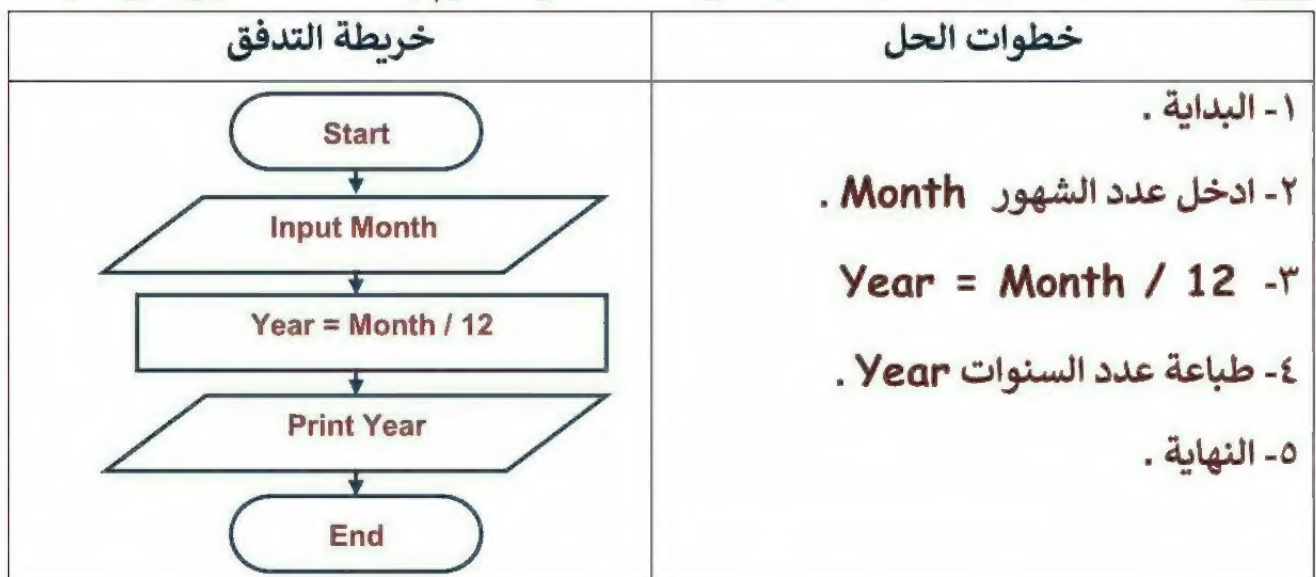 خطوات الحل
خريطة التدفق
١- البداية .
٢- ادخل عدد الشهور Month .
٣- Year = Month / 12
٤- طباعة عدد السنوات Year .
٥- النهاية .
Start
Input Month
Year = Month / 12
Print Year
End